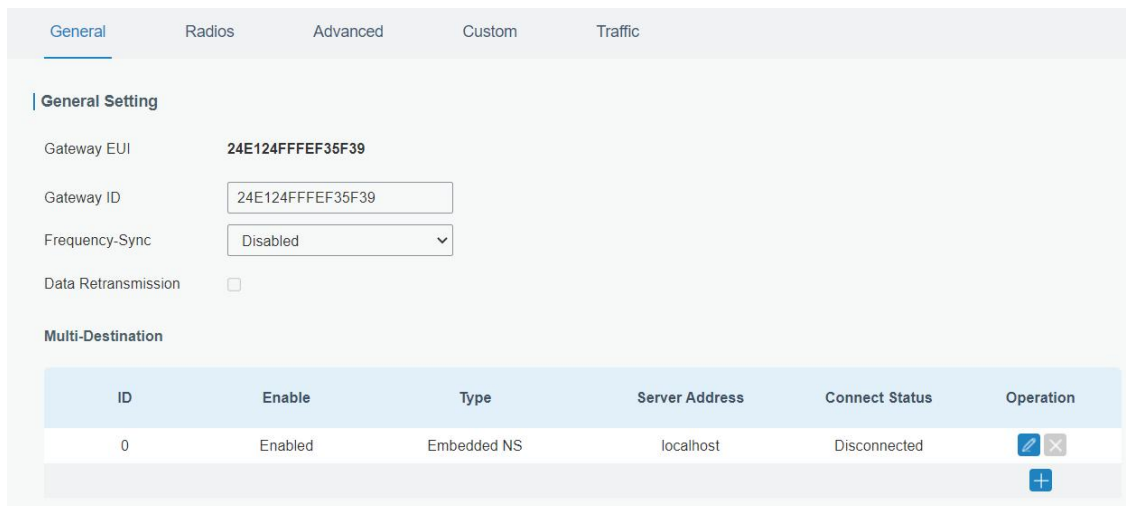 General Radios Advanced Custom Traffic
General Setting
Gateway EUI 24E124FFFEF35F39
Gateway ID 24E124FFFEF35F39
Frequency-Sync Disabled
Data Retransmission
Multi-Destination
ID Enable Type Server Address Connect Status Operation
0 Enabled Embedded NS localhost Disconnected